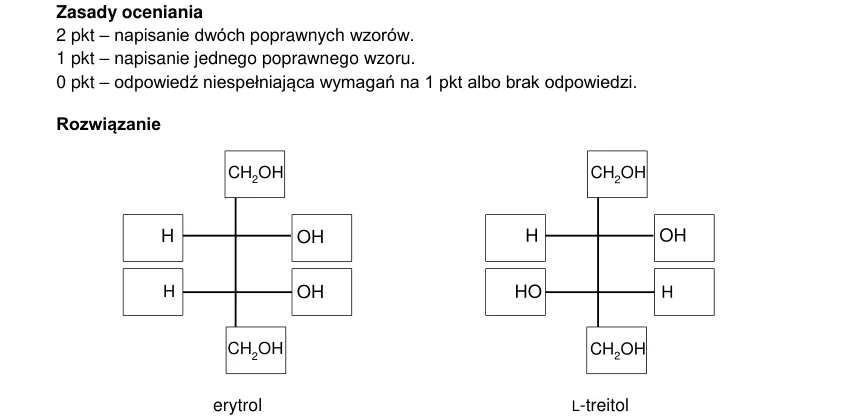 Zasady oceniania
2 pkt – napisanie dwóch poprawnych wzorów.
1 pkt – napisanie jednego poprawnego wzoru.
0 pkt – odpowiedź niespełniająca wymagań na 1 pkt albo brak odpowiedzi.
Rozwiązanie
CH₂OH CH₂OH
H OH H OH
H OH HO H
CH₂OH CH₂OH
erytrol L-treitol